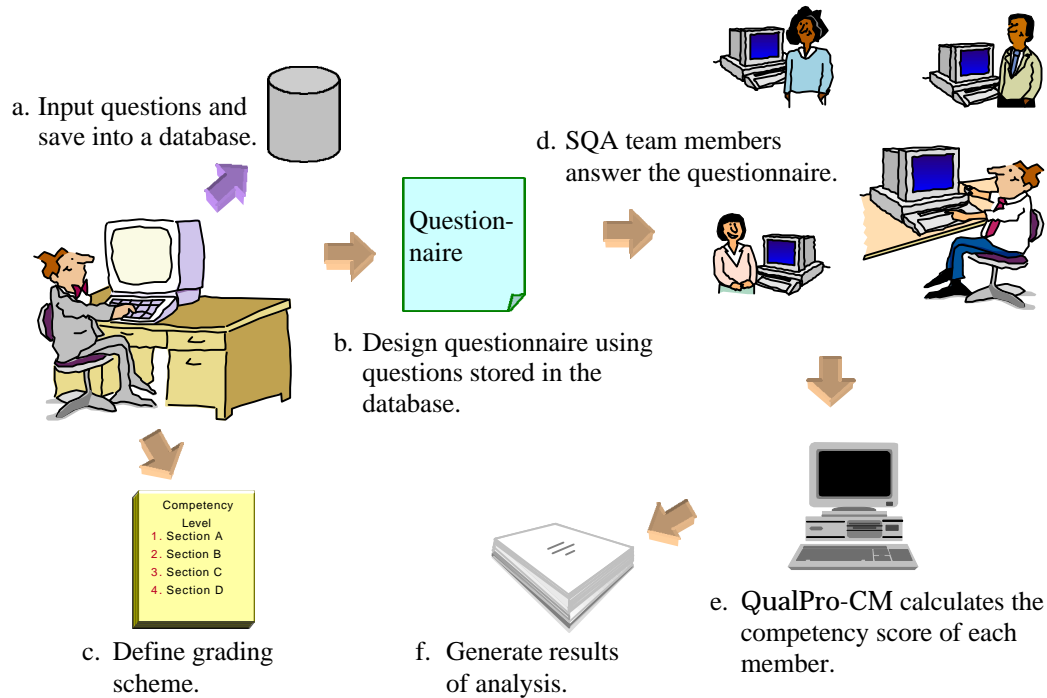 a. Input questions and
save into a database.
Question-
naire
b. Design questionnaire using
questions stored in the
database.
Competency
Level
1. Section A
2. Section B
3. Section C
4. Section D
c. Define grading
scheme.
d. SQA team members
answer the questionnaire.
e. QualPro-CM calculates the
competency score of each
member.
f. Generate results
of analysis.